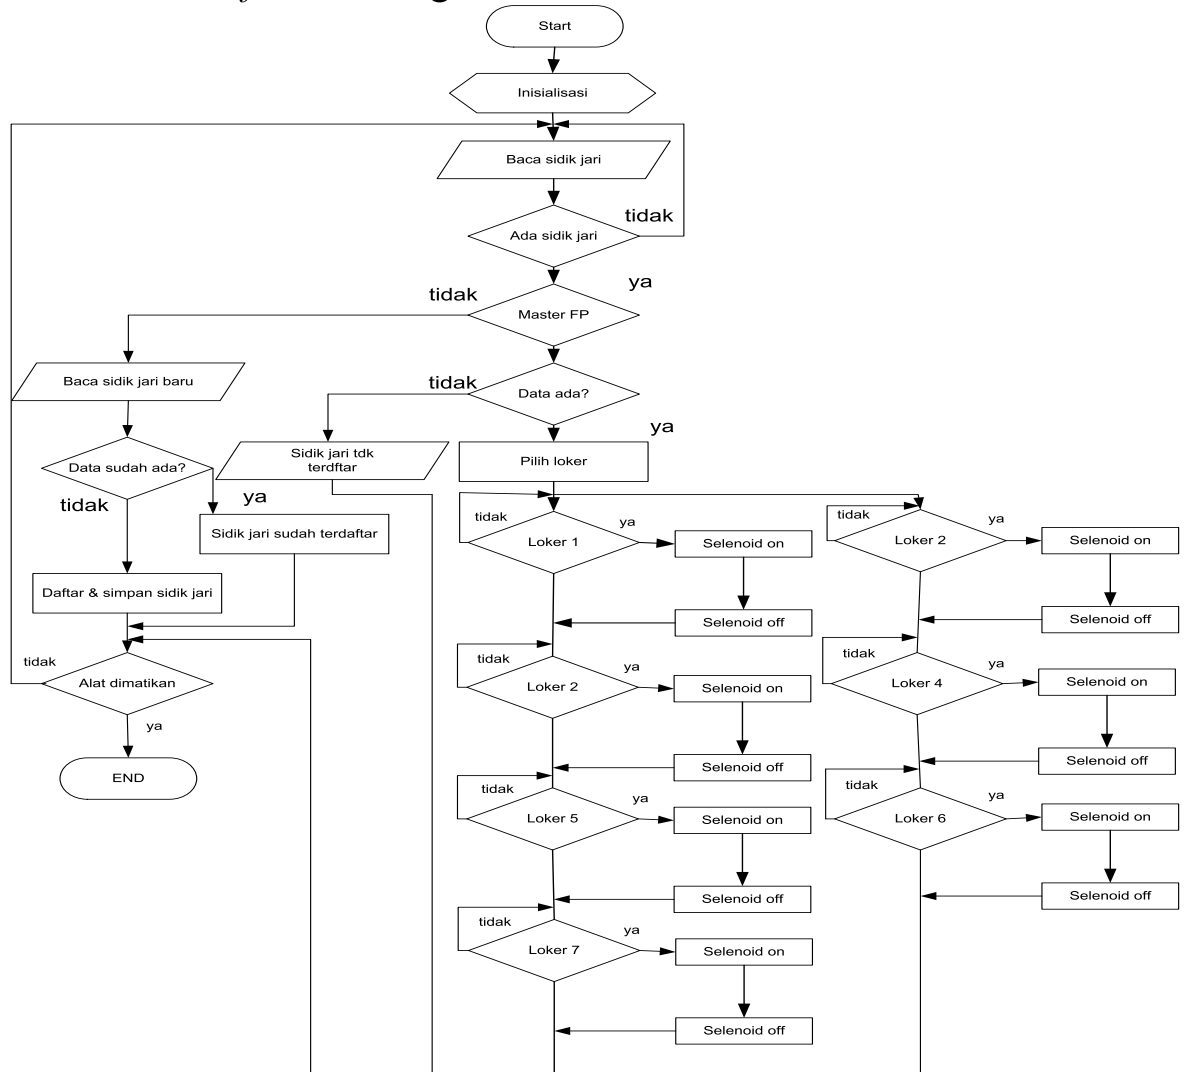 Start
Inisialisasi
Baca sidik jari
tidak
Ada sidik jari
ya
tidak
Master FP
Baca sidik jari baru
tidak
Data ada?
ya
Data sudah ada?
Sidik jari tdk
terdftar
Pilih loker
tidak
ya
Sidik jari sudah terdaftar
tidak
ya
Loker 1
Selenoid on
tidak
ya
Loker 2
Selenoid on
Daftar & simpan sidik jari
Selenoid off
Selenoid off
tidak
Alat dimatikan
ya
END
tidak
ya
Loker 2
Selenoid on
tidak
ya
Loker 4
Selenoid on
Selenoid off
Selenoid off
tidak
ya
Loker 5
Selenoid on
tidak
ya
Loker 6
Selenoid on
Selenoid off
Selenoid off
tidak
ya
Loker 7
Selenoid on
Selenoid off